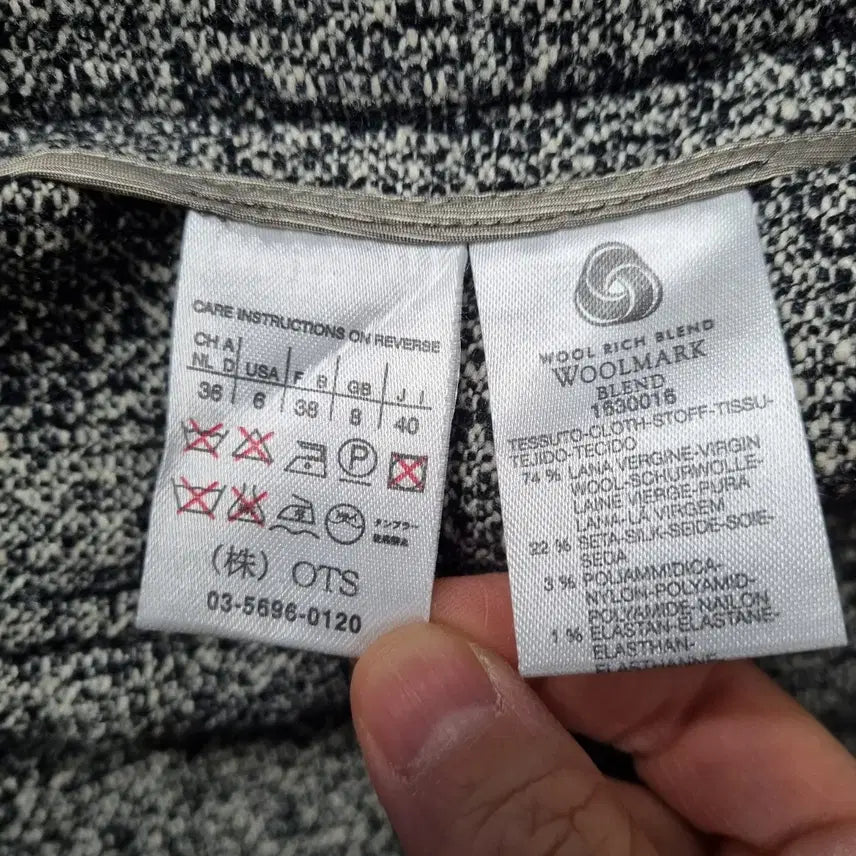 CARE INSTRUCTIONS ON REVERSE
CH A USA F B GB J I
NL D
36 6 38 8 40
P
(株) OTS
03-5696-0120
WOOL RICH BLEND
WOOLMARK
BLEND
1630016
TESSUTO-CLOTH-STOFF-TISSU-
TEJIDO-TECIDO
74 % LANA VERGINE-VIRGIN
WOOL-SCHURWOLLE-
LAINE VIERGE-PURA
LANA-LÃ VIRGEM
22 % SETA-SILK-SEIDE-SOIE-
SEDA
3 % POLIAMMIDICA-
NYLON-POLYAMID-
POLYAMIDE-NAILON
1 % ELASTAN-ELASTANE-
ELASTHAN-
ELASTHANNE